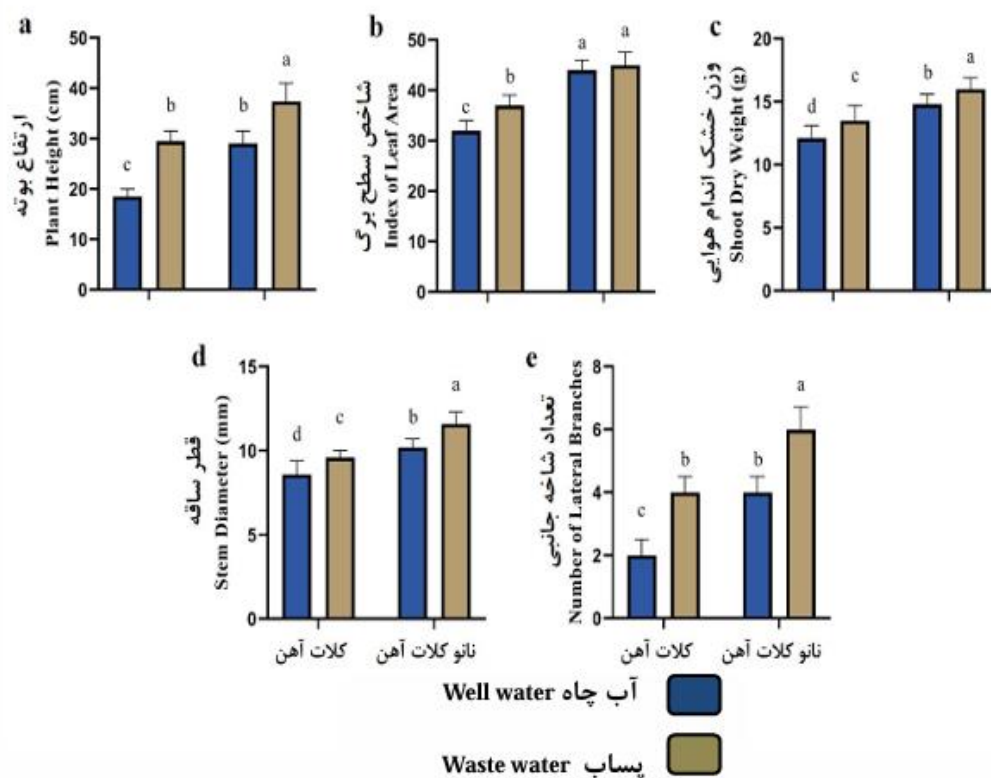 a
ارتفاع بوته
Plant Height (cm)
50
40
30
20
10
0
c
b
b
a
b
شاخص سطح برگ
Index of Leaf Area
50
40
30
20
10
0
c
b
a
a
c
وزن خشک اندام هوایی
Shoot Dry Weight (g)
20
15
10
5
0
d
c
b
a
d
قطر ساقه
Stem Diameter (mm)
15
10
5
0
d
c
b
a
کلات آهن
نانو کلات آهن
e
تعداد شاخه جانبی
Number of Lateral Branches
8
6
4
2
0
c
b
b
a
کلات آهن
نانو کلات آهن
آب چاه Well water
پساب Waste water